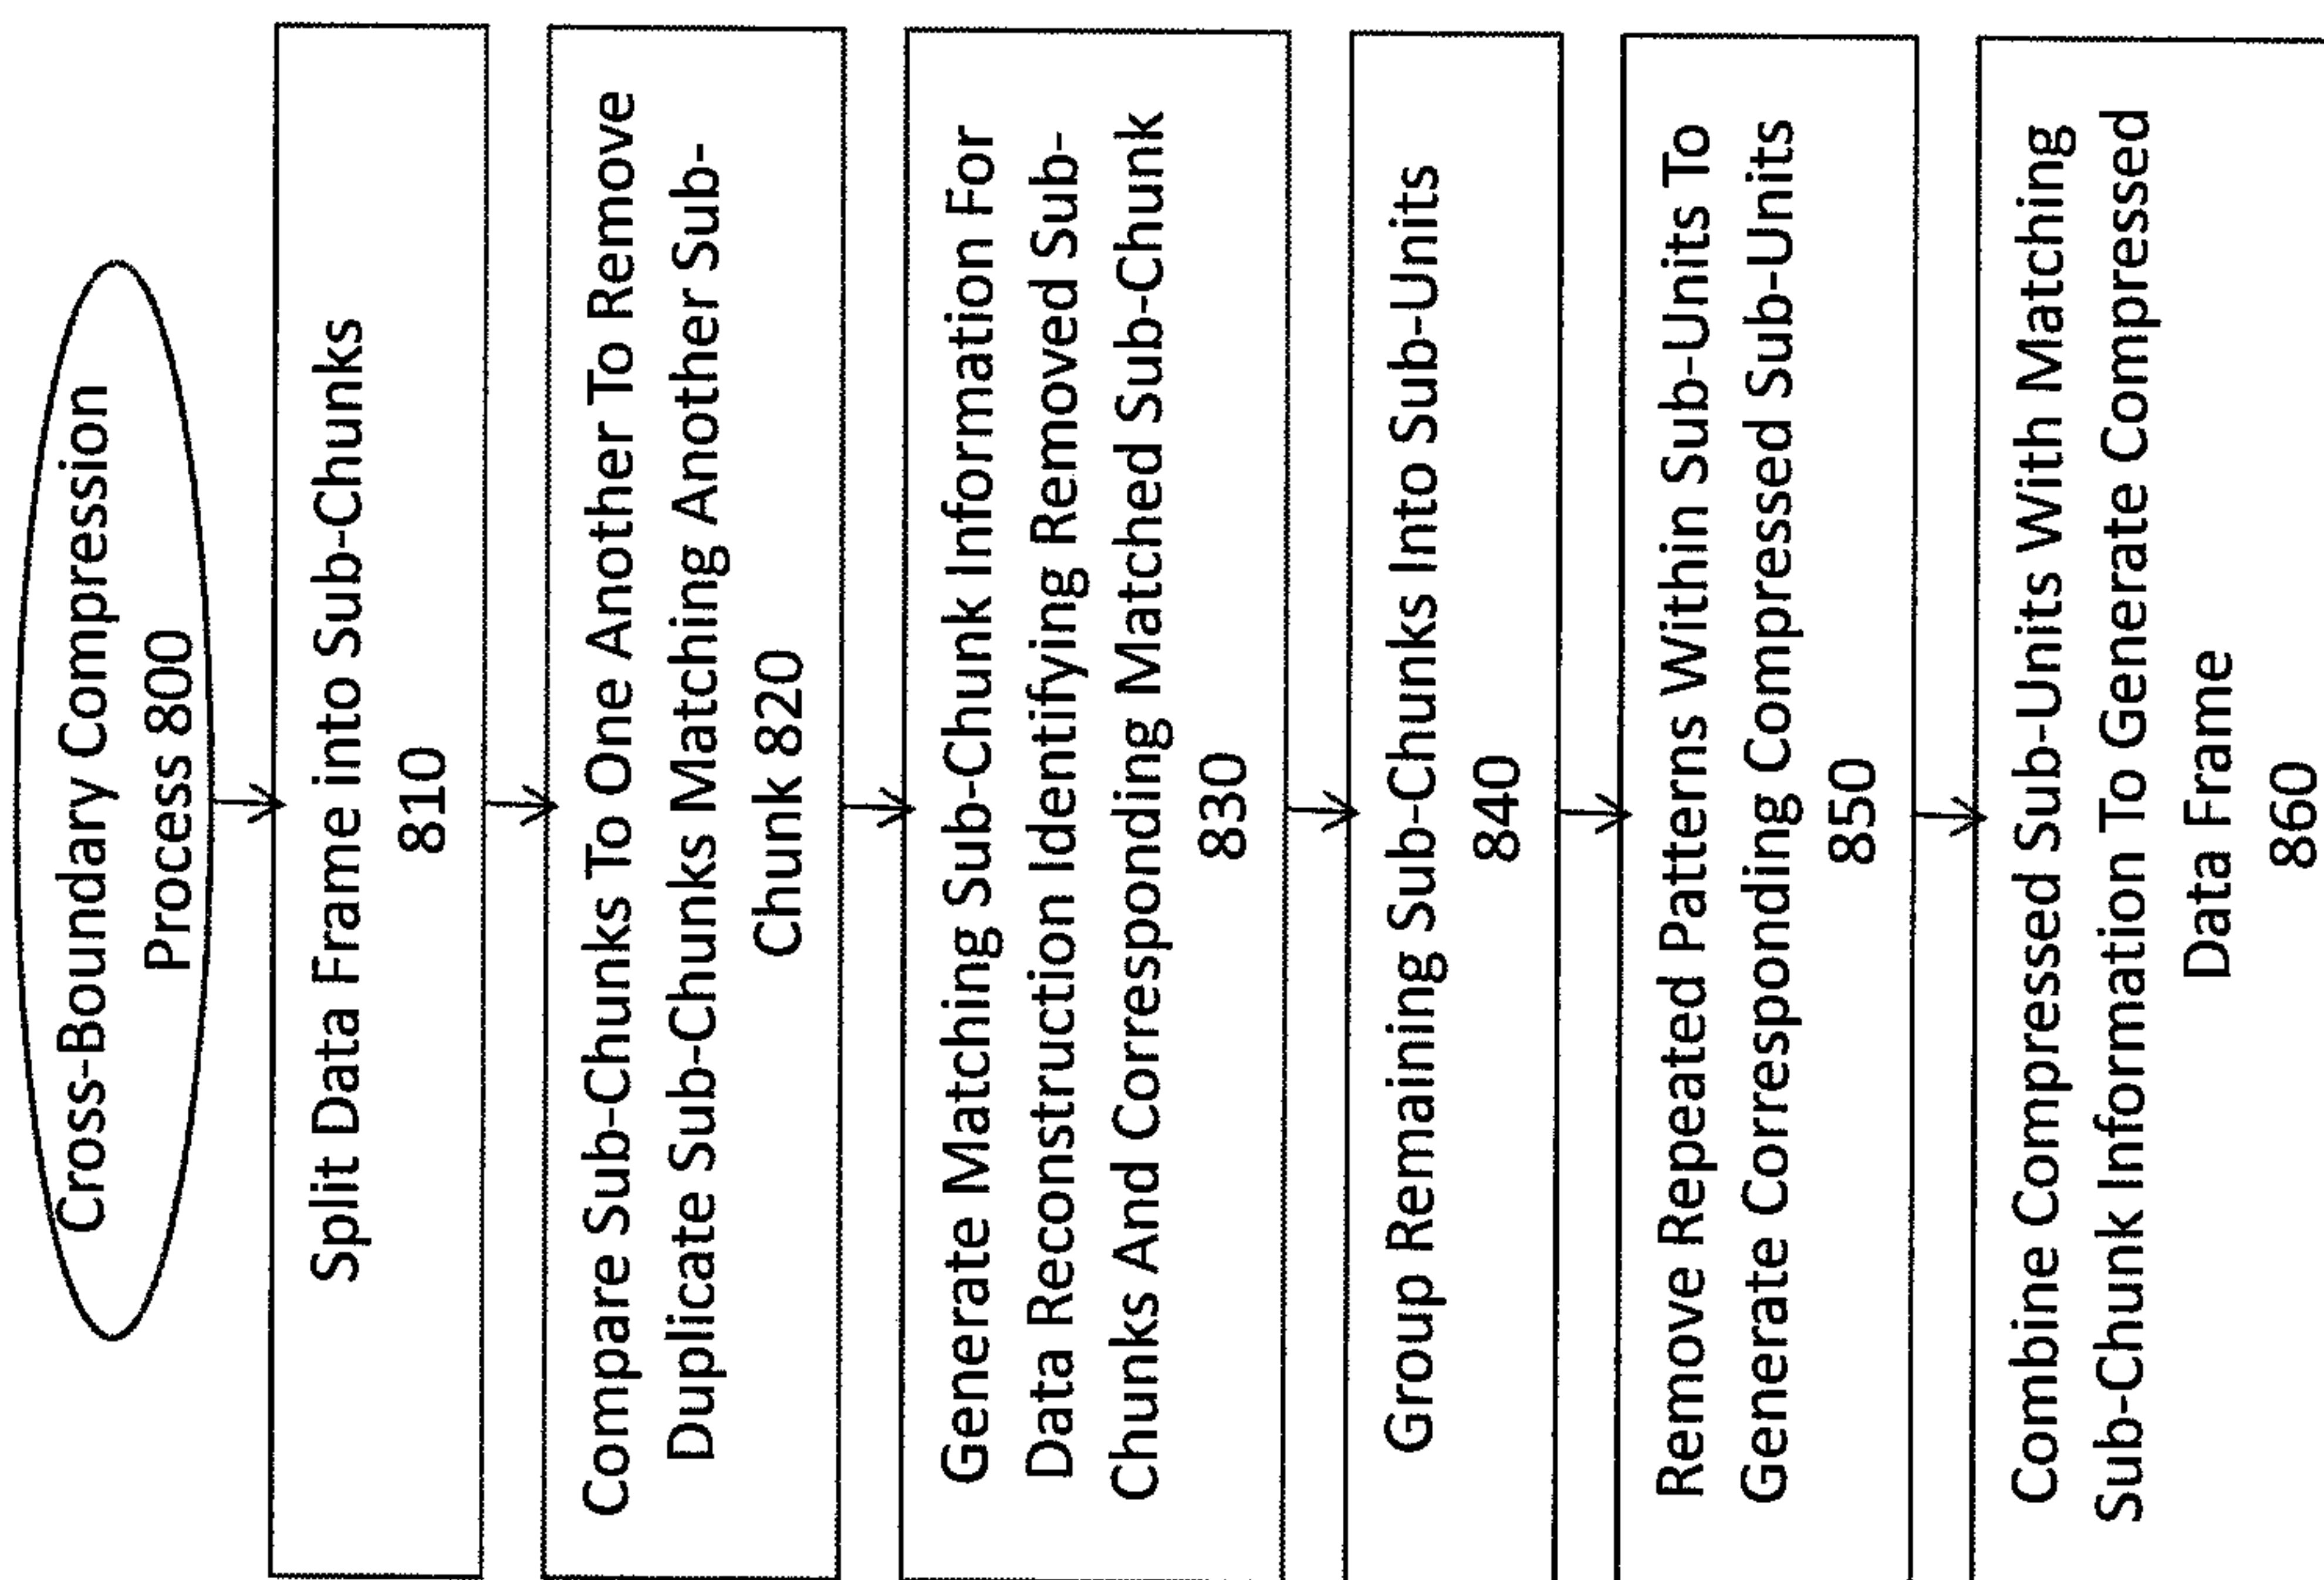 Cross-Boundary Compression
Process 800
Split Data Frame into Sub-Chunks
810
Compare Sub-Chunks To One Another To Remove
Duplicate Sub-Chunks Matching Another Sub-
Chunk 820
Generate Matching Sub-Chunk Information For
Data Reconstruction Identifying Removed Sub-
Chunks And Corresponding Matched Sub-Chunk
830
Group Remaining Sub-Chunks Into Sub-Units
840
Remove Repeated Patterns Within Sub-Units To
Generate Corresponding Compressed Sub-Units
850
Combine Compressed Sub-Units With Matching
Sub-Chunk Information To Generate Compressed
Data Frame
860